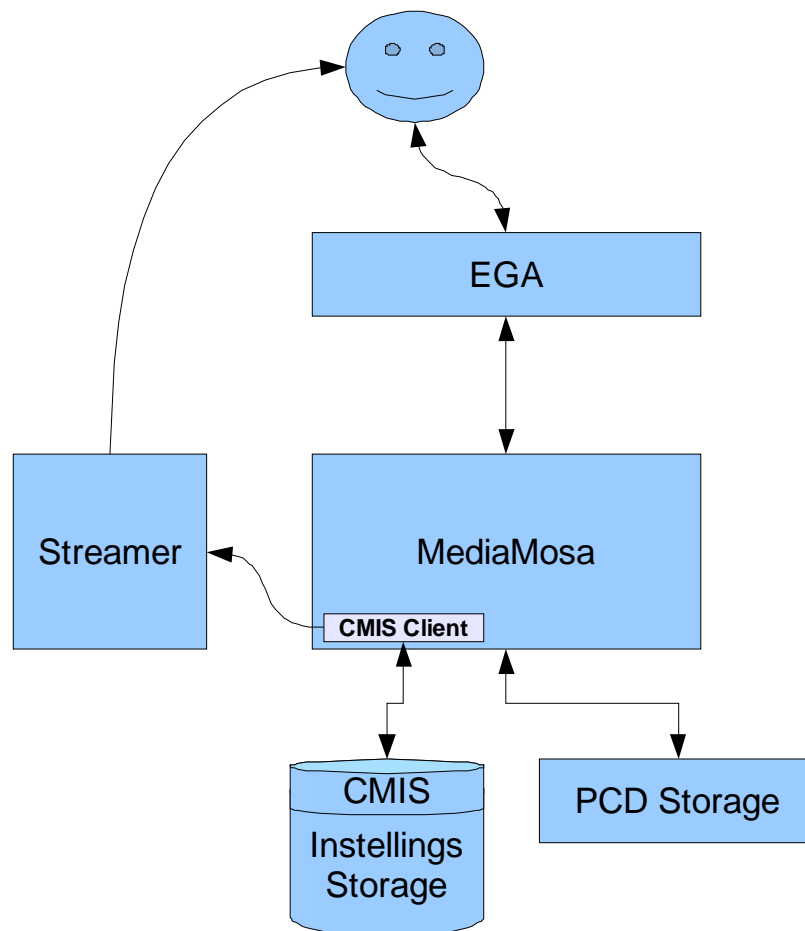 EGA
Streamer
MediaMosa
CMIS Client
CMIS
Instellings
Storage
PCD Storage